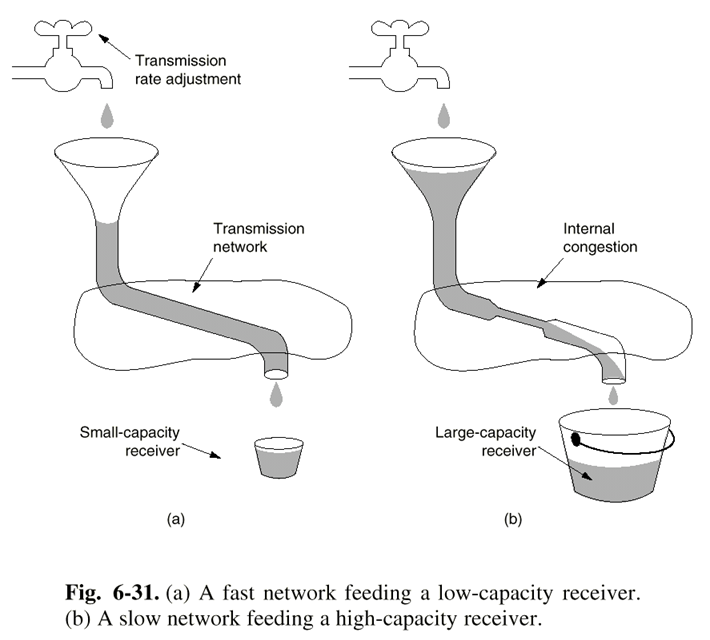 Transmission
rate adjustment
Transmission
network
Internal
congestion
Small-capacity
receiver
Large-capacity
receiver
(a)
(b)
Fig. 6-31. (a) A fast network feeding a low-capacity receiver.
(b) A slow network feeding a high-capacity receiver.